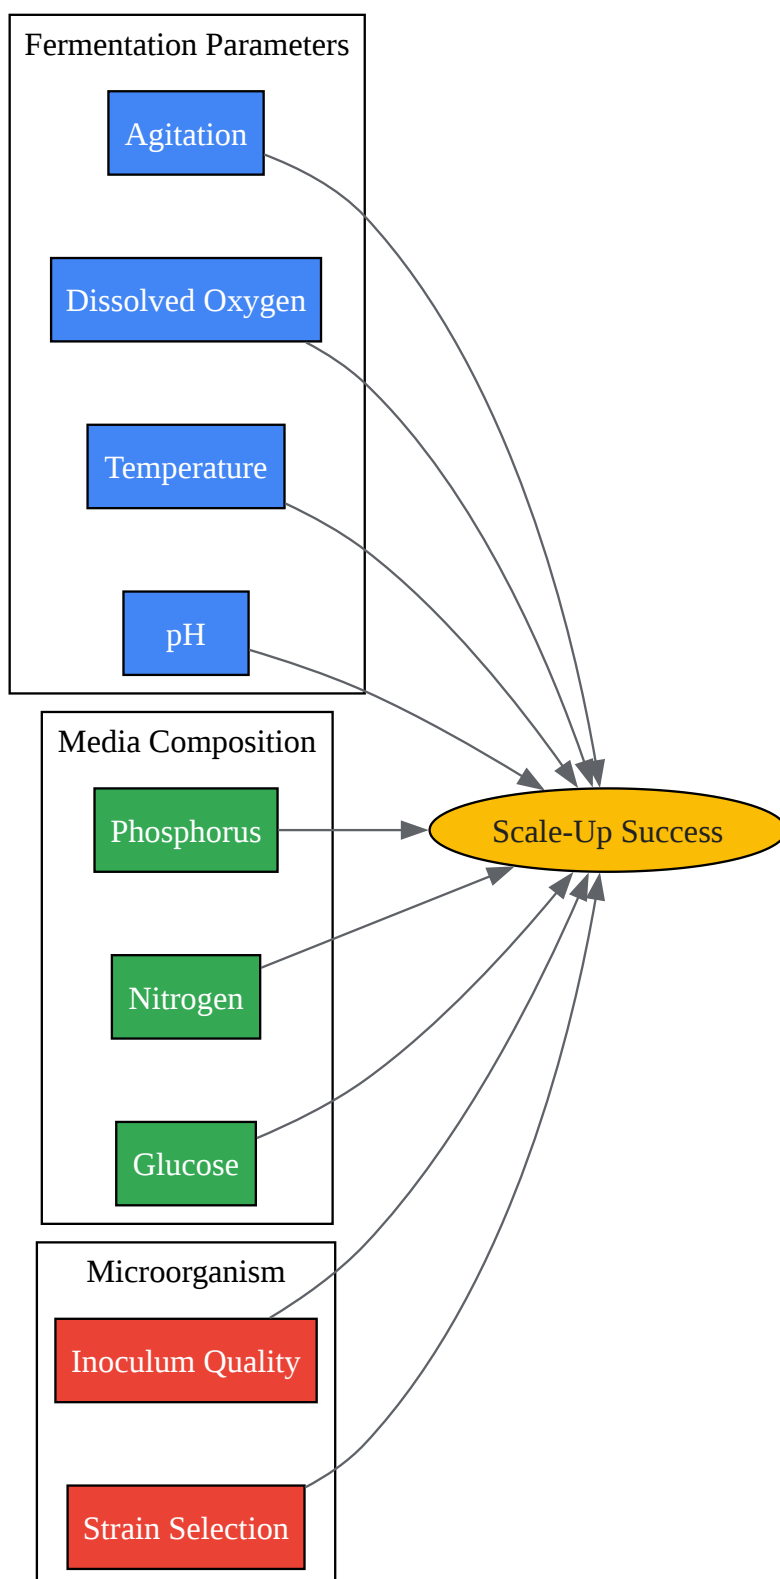 Fermentation Parameters
Agitation
Dissolved Oxygen
Temperature
pH
Media Composition
Phosphorus
Scale-Up Success
Nitrogen
Glucose
Microorganism
Inoculum Quality
Strain Selection